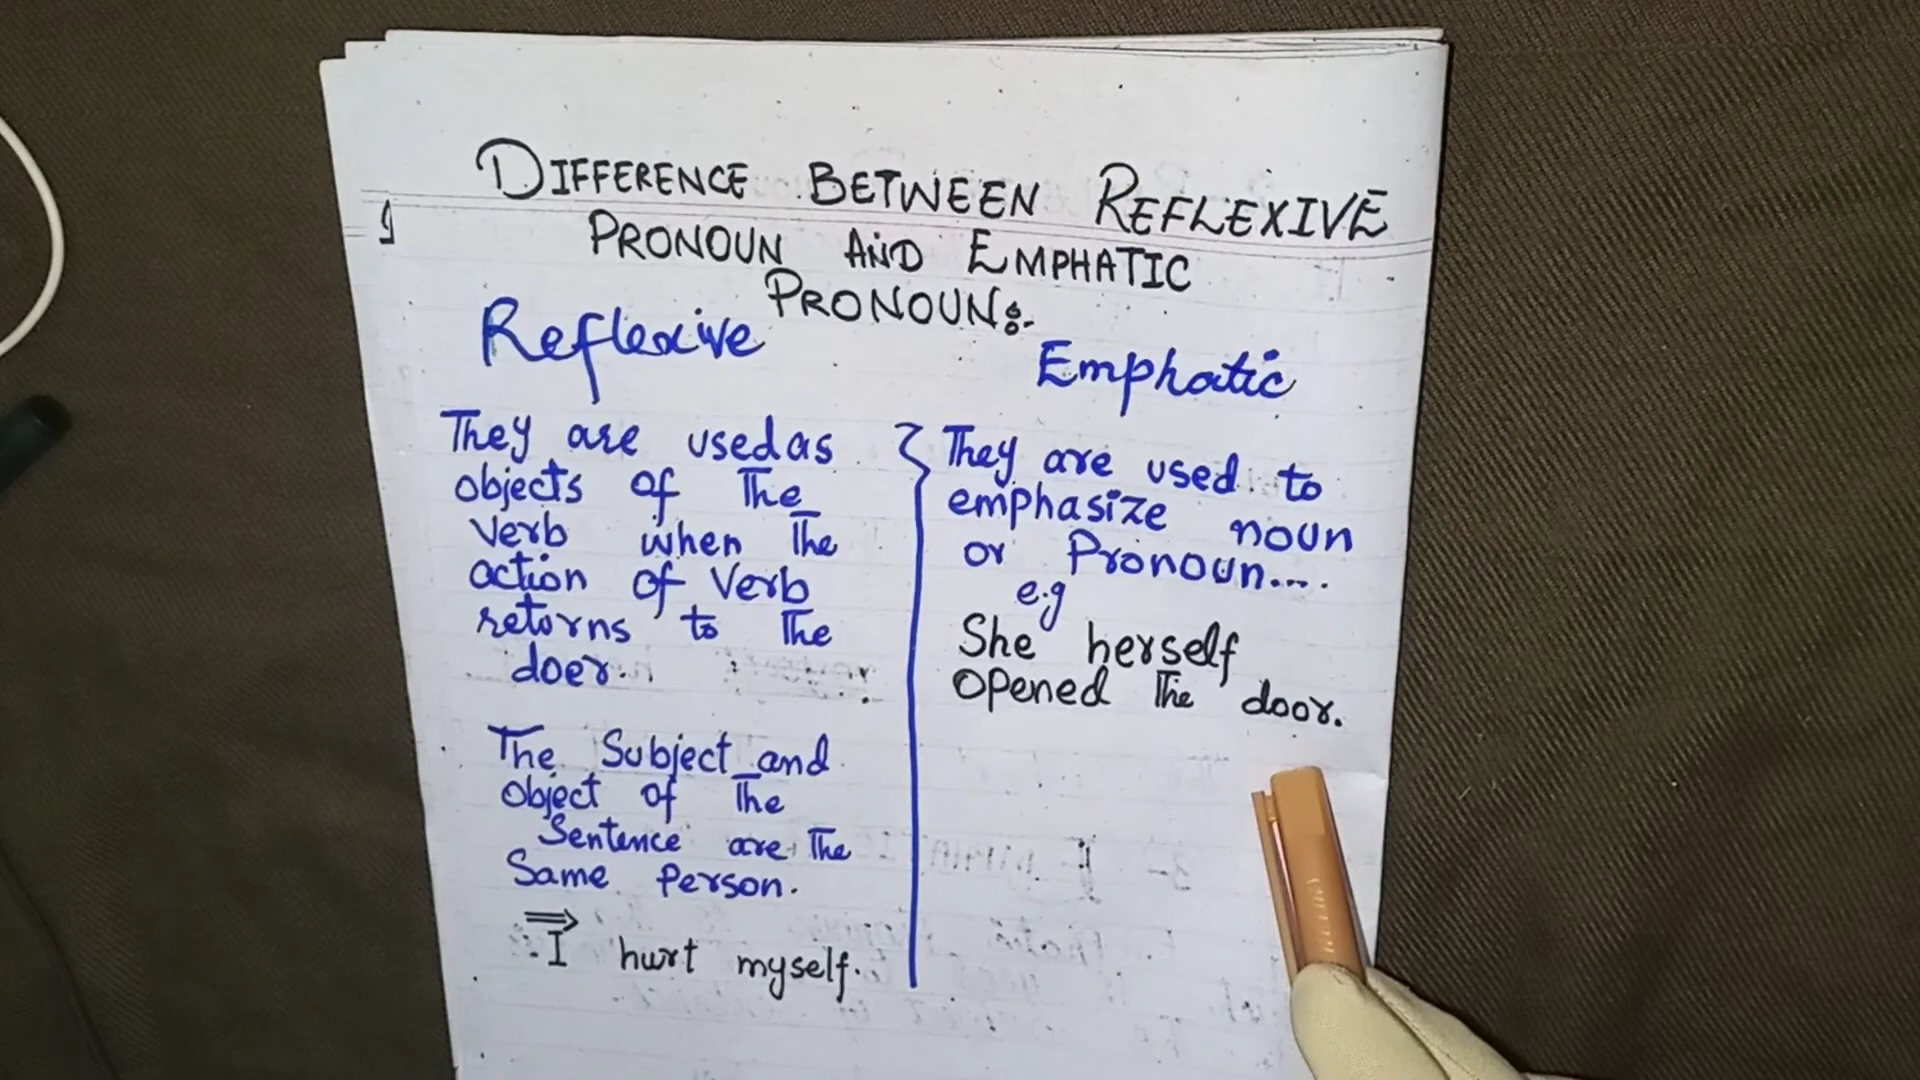 DIFFERENCE BETWEEN REFLEXIVE
PRONOUN AND EMPHATIC
PRONOUN:-
Reflexive
They are used as
objects of the
verb when the
action of verb
returns to the
doer.
The Subject and
object of the
Sentence are the
Same Person.
⇒
I hurt myself.
Emphatic
They are used to
emphasize noun
or Pronoun....
e.g
She herself
opened the door.